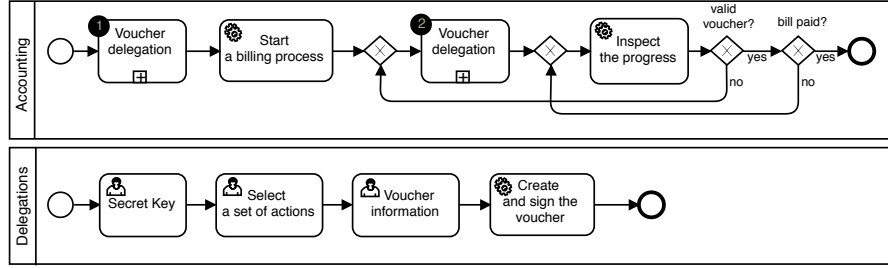 Accounting
1
Voucher
delegation
Start
a billing process
2
Voucher
delegation
Inspect
the progress
valid
voucher?
yes
no
bill paid?
yes
no
Delegations
Secret Key
Select
a set of actions
Voucher
information
Create
and sign the
voucher